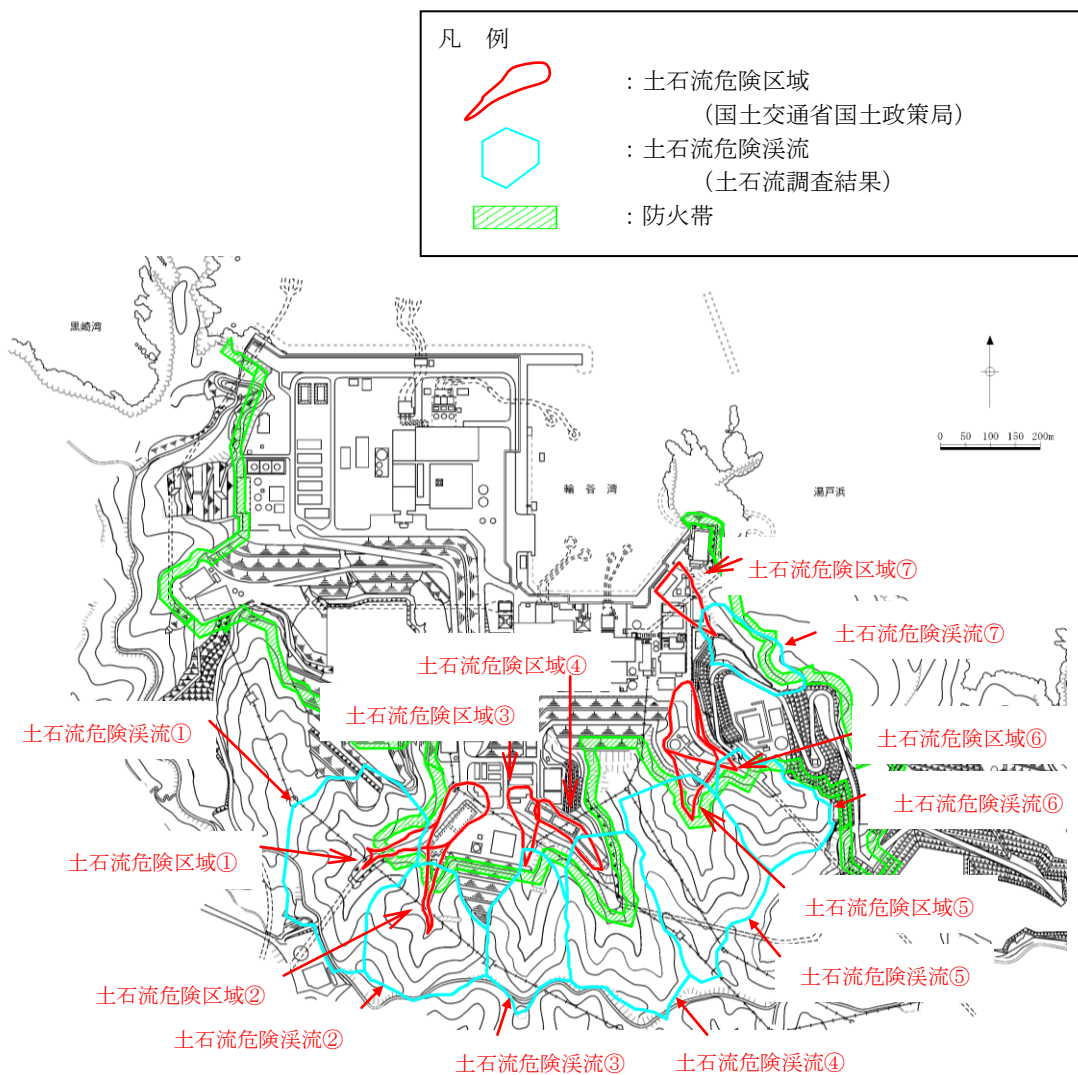 凡 例
：土石流危険区域
（国土交通省国土政策局）
：土石流危険渓流
（土石流調査結果）
：防火帯
黒崎湾
0 50 100 150 200m
輪谷湾
湯戸浜
土石流危険区域⑦
土石流危険渓流⑦
土石流危険区域④
土石流危険区域③
土石流危険渓流①
土石流危険区域⑥
土石流危険渓流⑥
土石流危険区域①
土石流危険区域⑤
土石流危険渓流⑤
土石流危険区域②
土石流危険渓流②
土石流危険渓流③
土石流危険渓流④